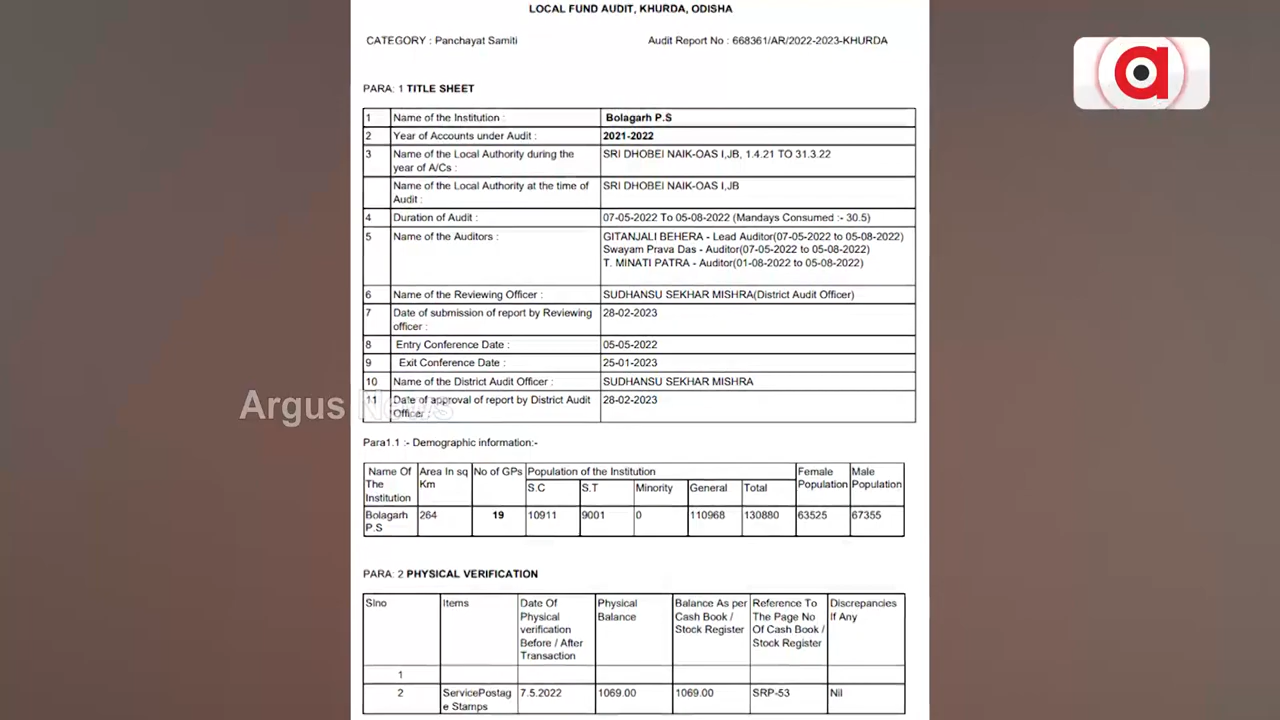 LOCAL FUND AUDIT, KHURDA, ODISHA
CATEGORY : Panchayat Samiti Audit Report No : 668361/AR/2022-2023-KHURDA
a
PARA: 1 TITLE SHEET
1 Name of the Institution : Bolagarh P.S
2 Year of Accounts under Audit : 2021-2022
3 Name of the Local Authority during the SRI DHOBEI NAIK-OAS I,JB, 1.4.21 TO 31.3.22
year of A/Cs :
Name of the Local Authority at the time of SRI DHOBEI NAIK-OAS I,JB
Audit :
4 Duration of Audit : 07-05-2022 To 05-08-2022 (Mandays Consumed :- 30.5)
5 Name of the Auditors : GITANJALI BEHERA - Lead Auditor(07-05-2022 to 05-08-2022)
Swayam Prava Das - Auditor(07-05-2022 to 05-08-2022)
T. MINATI PATRA - Auditor(01-08-2022 to 05-08-2022)
6 Name of the Reviewing Officer : SUDHANSU SEKHAR MISHRA(District Audit Officer)
7 Date of submission of report by Reviewing 28-02-2023
officer :
8 Entry Conference Date : 05-05-2022
9 Exit Conference Date : 25-01-2023
10 Name of the District Audit Officer : SUDHANSU SEKHAR MISHRA
11 Date of approval of report by District Audit 28-02-2023
Officer :
Argus News
Para1.1 :- Demographic information:-
Name Of The Institution
Area In sq Km
No of GPs
Population of the Institution
S.C S.T Minority General Total
Female Population
Male Population
Bolagarh P.S 264 19 10911 9001 0 110968 130880 63525 67355
PARA: 2 PHYSICAL VERIFICATION
Slno
Items
Date Of Physical verification Before / After Transaction
Physical Balance
Balance As per Cash Book / Stock Register
Reference To The Page No Of Cash Book / Stock Register
Discrepancies If Any
1
2 ServicePostag 7.5.2022 1069.00 1069.00 SRP-53 Nil
e Stamps